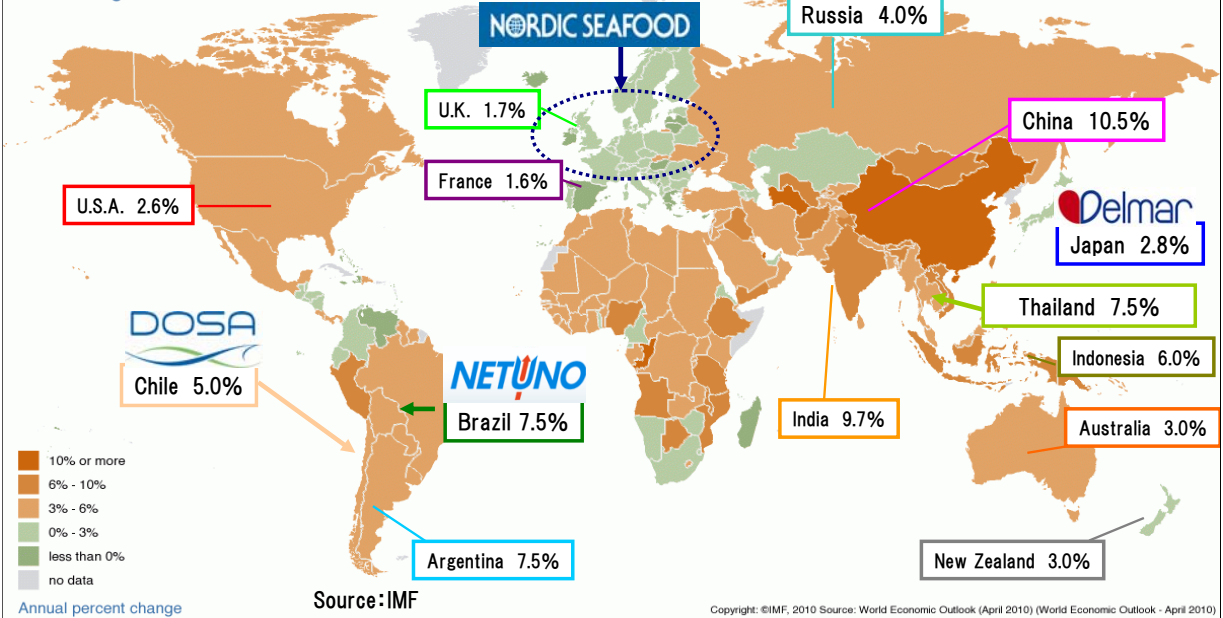 NORDIC SEAFOOD
Russia 4.0%
U.K. 1.7%
China 10.5%
France 1.6%
U.S.A. 2.6%
Delmar
Japan 2.8%
Thailand 7.5%
DOSA
Chile 5.0%
NETUNO
Brazil 7.5%
Indonesia 6.0%
India 9.7%
Australia 3.0%
10% or more
6% - 10%
3% - 6%
0% - 3%
less than 0%
no data
Argentina 7.5%
New Zealand 3.0%
Annual percent change
Source:IMF
Copyright: ©IMF, 2010 Source: World Economic Outlook (April 2010) (World Economic Outlook - April 2010)